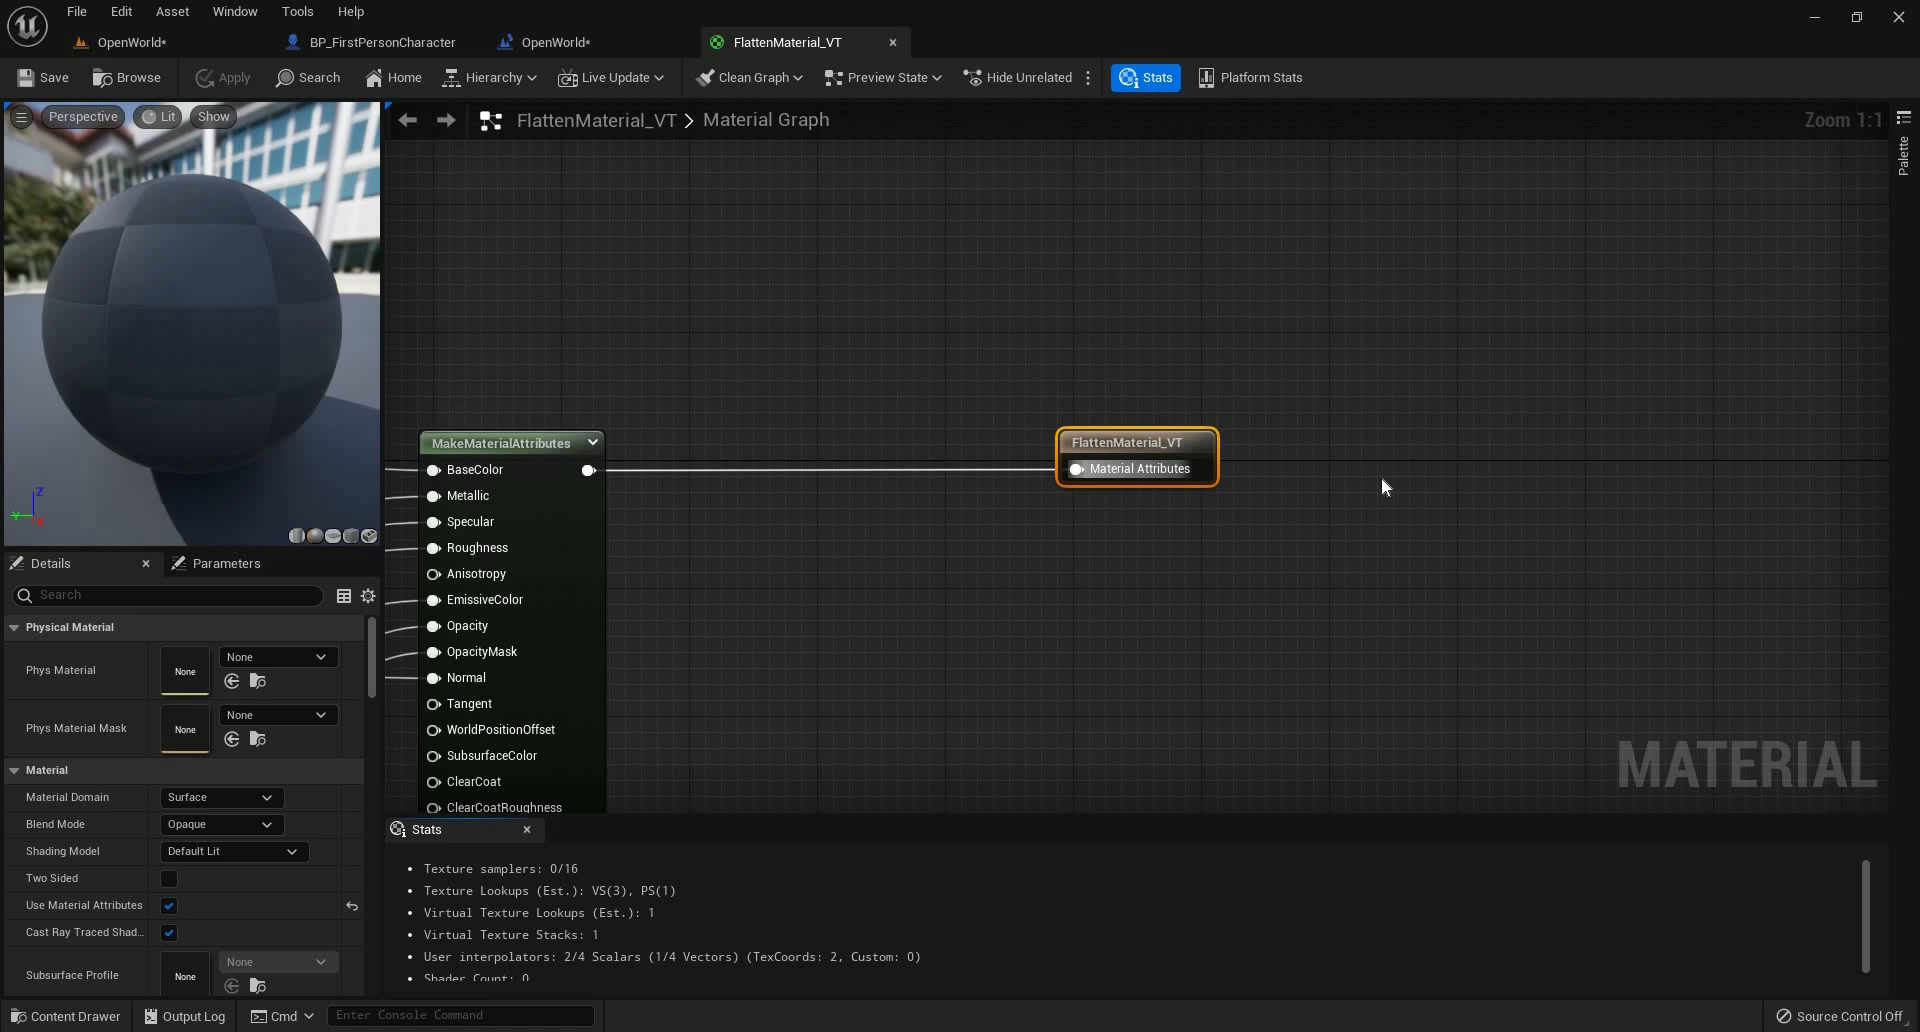 File Edit Asset Window Tools Help
OpenWorld* BP_FirstPersonCharacter OpenWorld* FlattenMaterial_VT
Save Browse Apply Search Home Hierarchy Live Update Clean Graph Preview State Hide Unrelated Stats Platform Stats
Perspective Lit Show
FlattenMaterial_VT > Material Graph Zoom 1:1
Palette
MakeMaterialAttributes
BaseColor
Metallic
Specular
Roughness
Anisotropy
EmissiveColor
Opacity
OpacityMask
Normal
Tangent
WorldPositionOffset
SubsurfaceColor
ClearCoat
ClearCoatRoughness
FlattenMaterial_VT
Material Attributes
MATERIAL
Z
Y
X
Details Parameters
Search
Physical Material
Phys Material None None
Phys Material Mask None None
Material
Material Domain Surface
Blend Mode Opaque
Shading Model Default Lit
Two Sided
Use Material Attributes
Cast Ray Traced Shad...
Subsurface Profile None None
Stats
• Texture samplers: 0/16
• Texture Lookups (Est.): VS(3), PS(1)
• Virtual Texture Lookups (Est.): 1
• Virtual Texture Stacks: 1
• User interpolators: 2/4 Scalars (1/4 Vectors) (TexCoords: 2, Custom: 0)
• Shader Count: 0
Content Drawer Output Log Cmd Enter Console Command Source Control Off